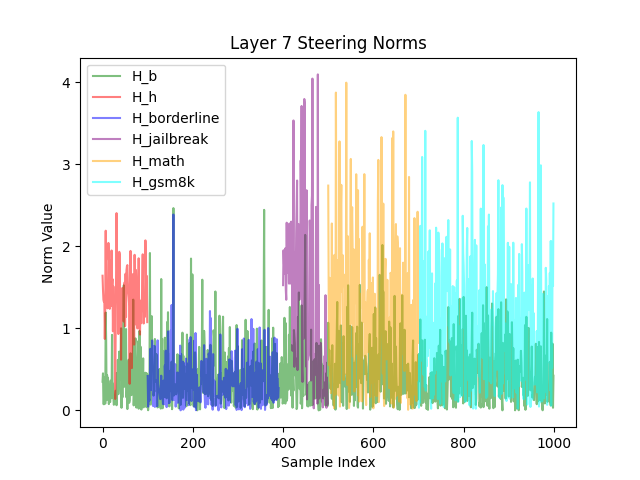 Layer 7 Steering Norms
H_b
H_h
H_borderline
H_jailbreak
H_math
H_gsm8k
Norm Value
4
3
2
1
0
0
200
400
600
800
1000
Sample Index